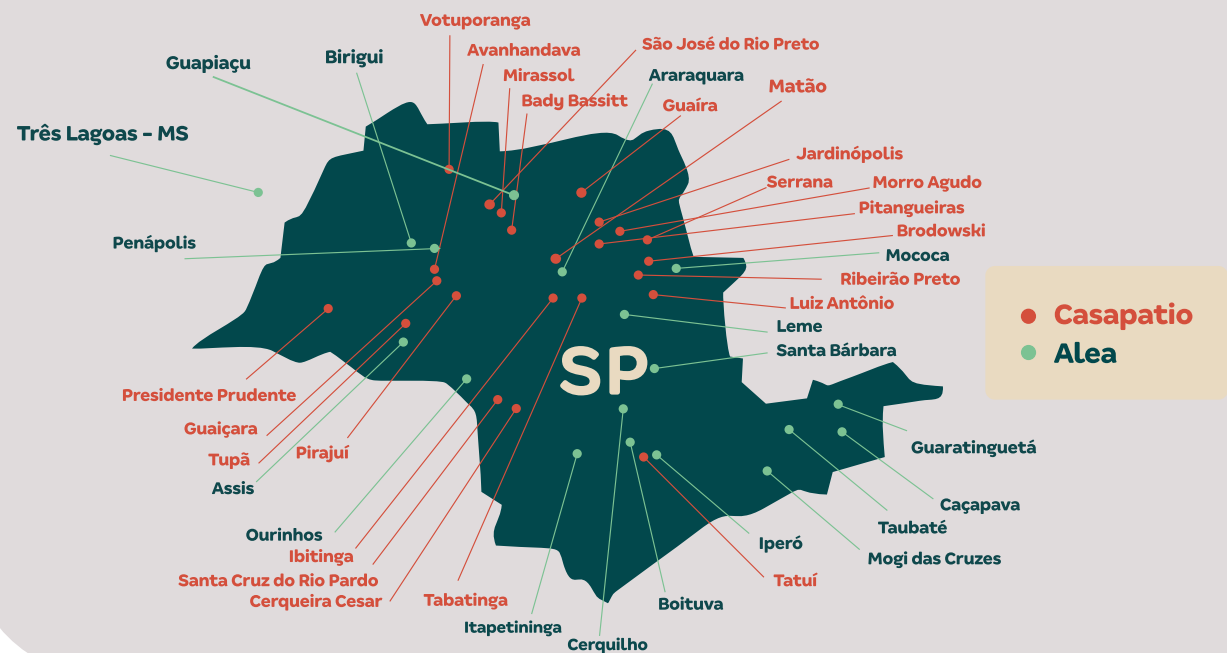 Votuporanga
São José do Rio Preto
Avanhandava
Guapiaçu
Birigui
Mirassol
Araraquara
Matão
Bady Bassitt
Guaíra
Três Lagoas - MS
Jardinópolis
Serrana
Morro Agudo
Pitangueiras
Brodowski
Penápolis
Mococa
Ribeirão Preto
Luiz Antônio
Casapatio
Leme
Alea
Santa Bárbara
SP
Presidente Prudente
Guaiçara
Guaratinguetá
Pirajuí
Tupã
Assis
Caçapava
Taubaté
Ourinhos
Iperó
Ibitinga
Mogi das Cruzes
Santa Cruz do Rio Pardo
Tatuí
Cerqueira Cesar
Tabatinga
Boituva
Itapetininga
Cerquilho